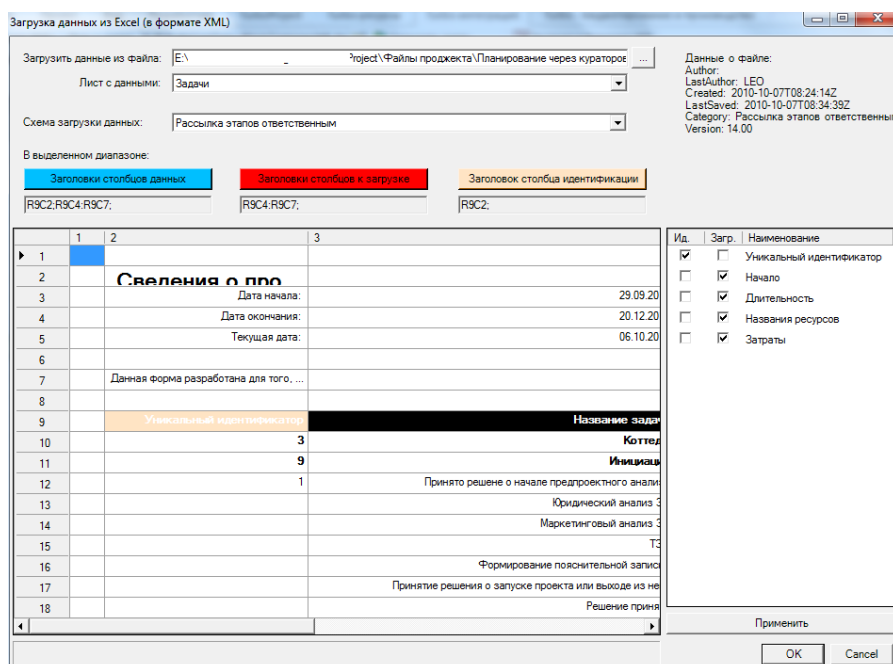 Загрузка данных из Excel (в формате XML)
Загрузить данные из файла: E:\ Project\Файлы проджекта\Планирование через кураторов ...
Лист с данными: Задачи
Схема загрузки данных: Рассылка этапов ответственным
Данные о файле:
Author:
LastAuthor: LEO
Created: 2010-10-07T08:24:14Z
LastSaved: 2010-10-07T08:34:39Z
Category: Рассылка этапов ответственны
Version: 14.00
В выделенном диапазоне:
Заголовки столбцов данных Заголовки столбцов к загрузке Заголовок столбца идентификации
R9C2;R9C4:R9C7; R9C4:R9C7; R9C2;
1 2 3
1
2 Сведения о про
3 Дата начала: 29.09.20
4 Дата окончания: 20.12.20
5 Текущая дата: 06.10.20
6
7 Данная форма разработана для того, ...
8
9 Уникальный идентификатор Название задач
10 3 Коттед
11 9 Инициаци
12 1 Принято решене о начале предпроектного анали
13 Юридический анализ З
14 Маркетинговый анализ З
15 ТЗ
16 Формирование пояснительной записк
17 Принятие решения о запуске проекта или выходе из не
18 Решение приня
Ид. Загр. Наименование
Уникальный идентификатор
Начало
Длительность
Названия ресурсов
Затраты
Применить
OK Cancel